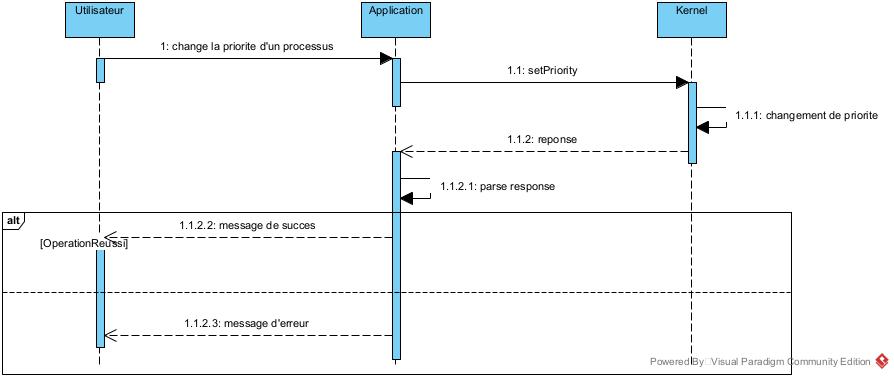 Utilisateur
Application
Kernel
1: change la priorite d'un processus
1.1: setPriority
1.1.1: changement de priorite
1.1.2: reponse
1.1.2.1: parse response
alt
1.1.2.2: message de succes
[OperationReussi]
1.1.2.3: message d'erreur
Powered By Visual Paradigm Community Edition